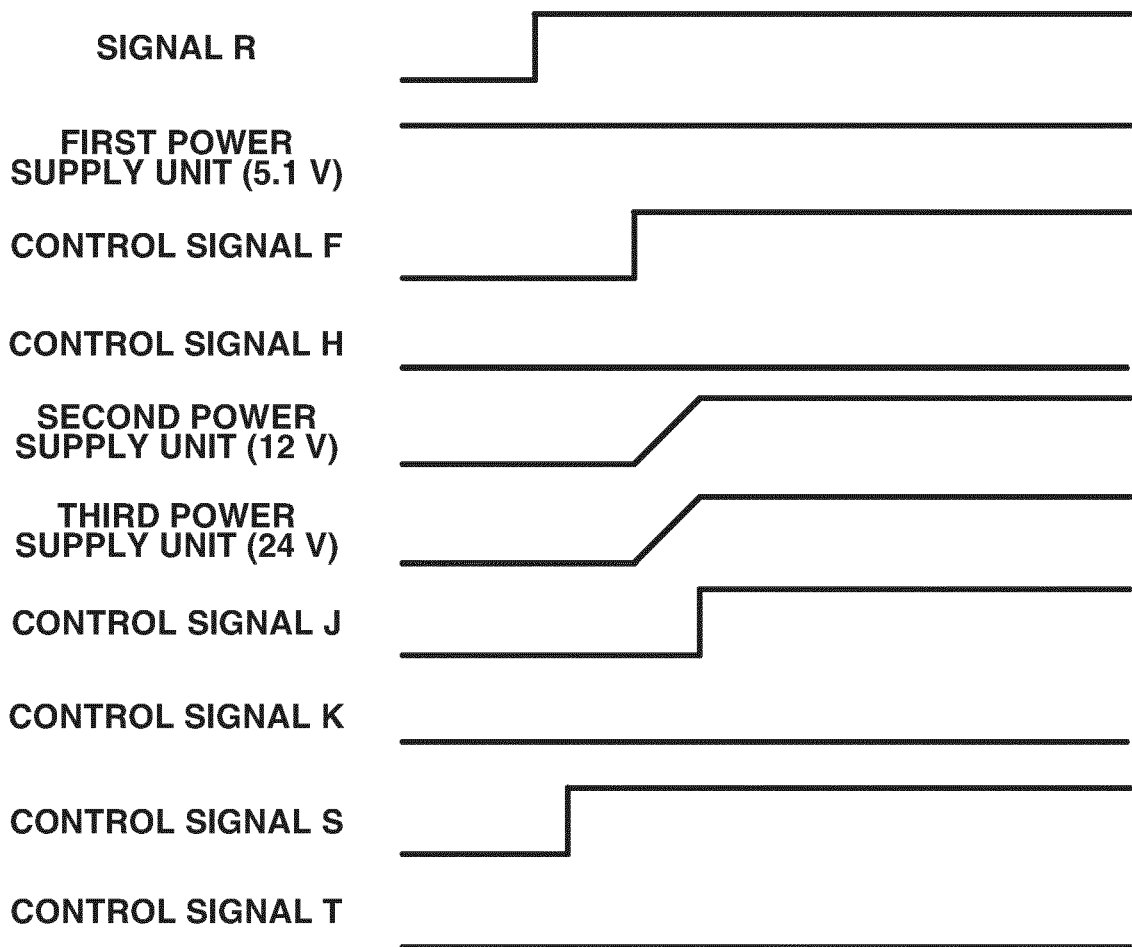 SIGNAL R
FIRST POWER
SUPPLY UNIT (5.1 V)
CONTROL SIGNAL F
CONTROL SIGNAL H
SECOND POWER
SUPPLY UNIT (12 V)
THIRD POWER
SUPPLY UNIT (24 V)
CONTROL SIGNAL J
CONTROL SIGNAL K
CONTROL SIGNAL S
CONTROL SIGNAL T